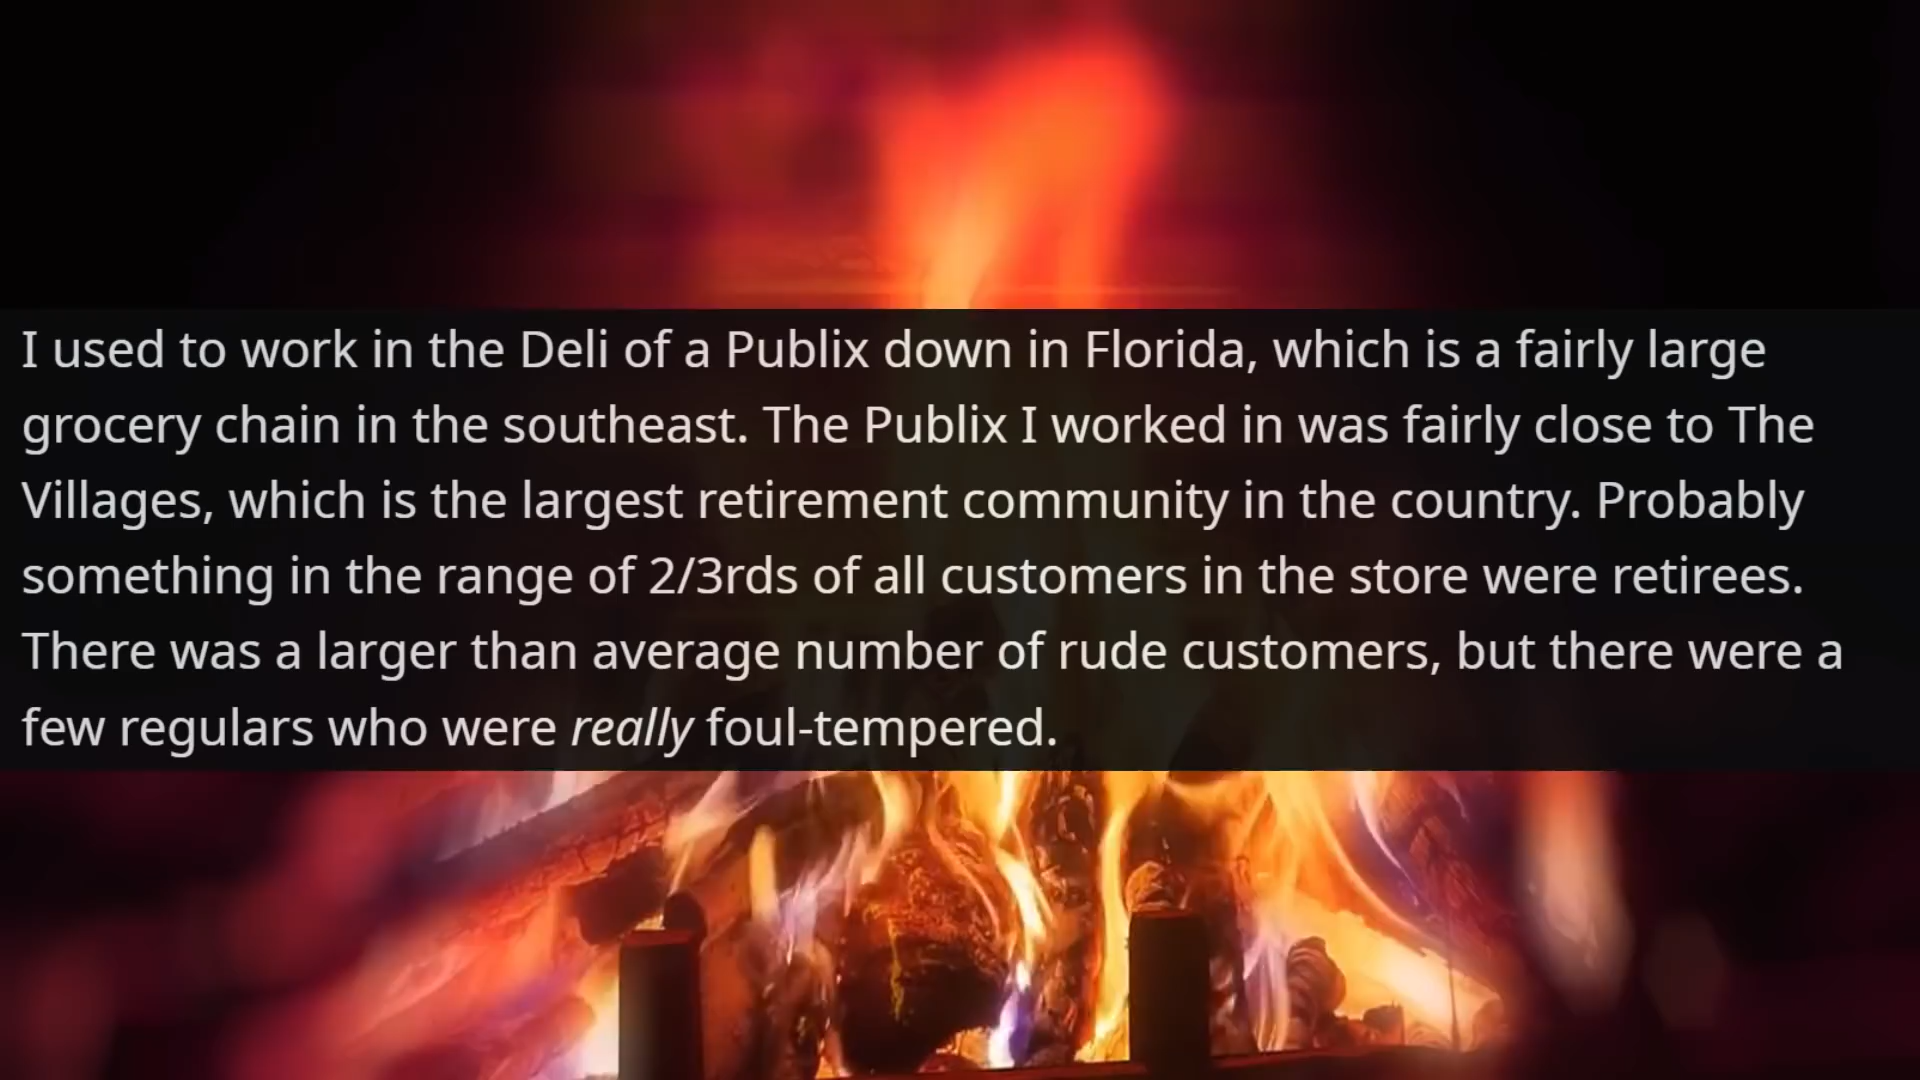 I used to work in the Deli of a Publix down in Florida, which is a fairly large
grocery chain in the southeast. The Publix I worked in was fairly close to The
Villages, which is the largest retirement community in the country. Probably
something in the range of 2/3rds of all customers in the store were retirees.
There was a larger than average number of rude customers, but there were a
few regulars who were really foul-tempered.